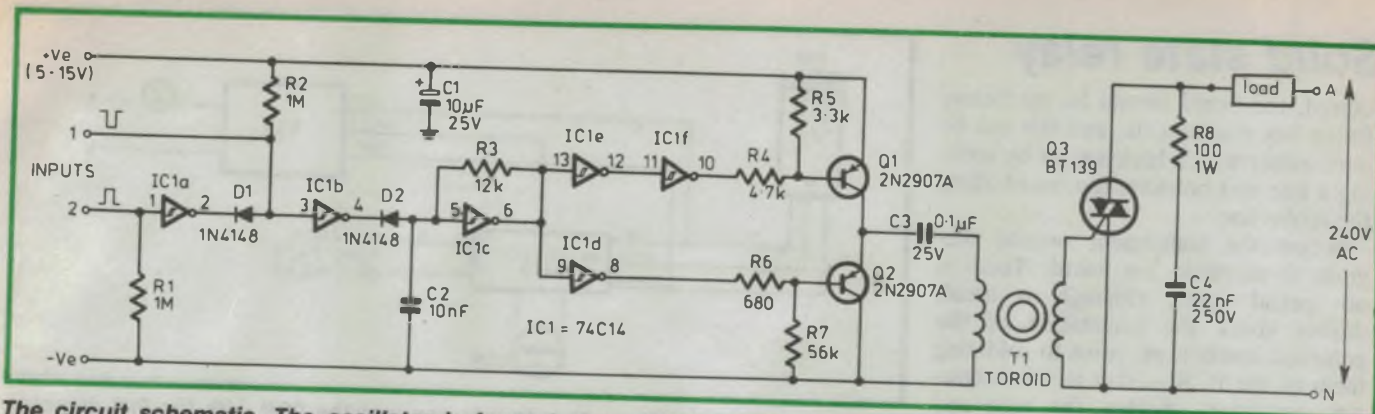 +Ve
(5-15V)
R2
1M
+
C1
10µF
25V
1
INPUTS
2
IC1a
1
2
D1
1N4148
R1
1M
-Ve
IC1b
3
4
D2
1N4148
C2
10nF
R3
12k
5
6
IC1c
IC1e
13
12
IC1f
11
10
IC1d
9
8
IC1 = 74C14
R4
4.7k
R5
3.3k
R6
680
R7
56k
Q1
2N2907A
Q2
2N2907A
C3
0.1µF
25V
T1
TOROID
Q3
BT139
R8
100
1W
C4
22nF
250V
load
A
240V
AC
N
The circuit schematic. The oscillator